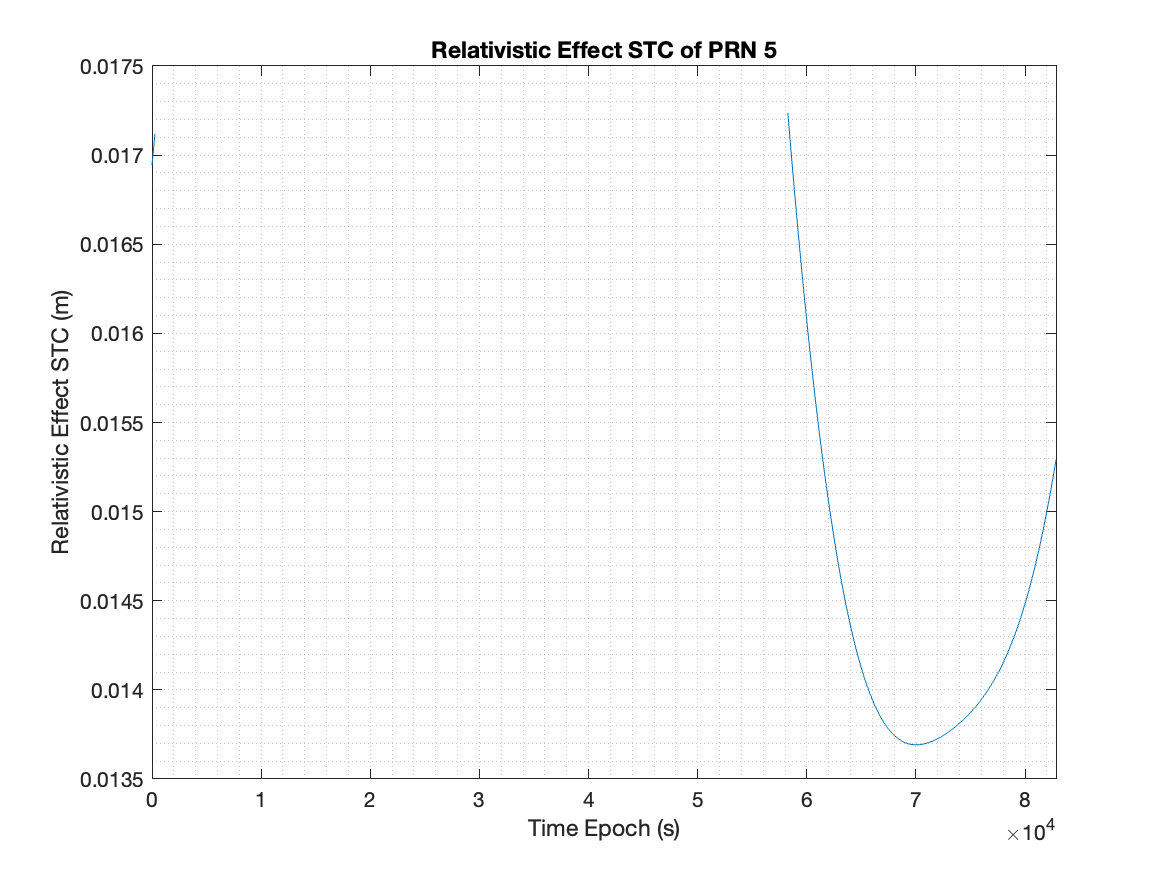 Relativistic Effect STC of PRN 5
Relativistic Effect STC (m)
0.0175
0.017
0.0165
0.016
0.0155
0.015
0.0145
0.014
0.0135
0 1 2 3 4 5 6 7 8
×10⁴
Time Epoch (s)